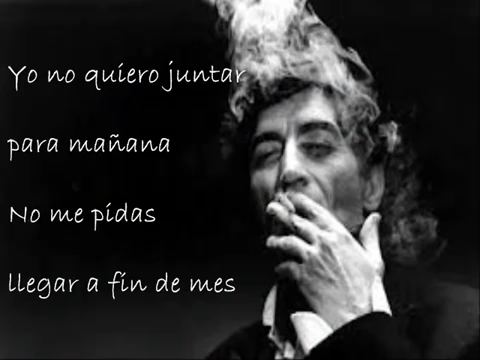 Yo no quiero juntar
para mañana
No me pidas
llegar a fin de mes